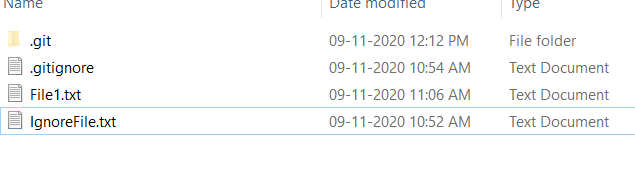 Name Date modified Type
.git 09-11-2020 12:12 PM File folder
.gitignore 09-11-2020 10:54 AM Text Document
File1.txt 09-11-2020 11:06 AM Text Document
IgnoreFile.txt 09-11-2020 10:52 AM Text Document